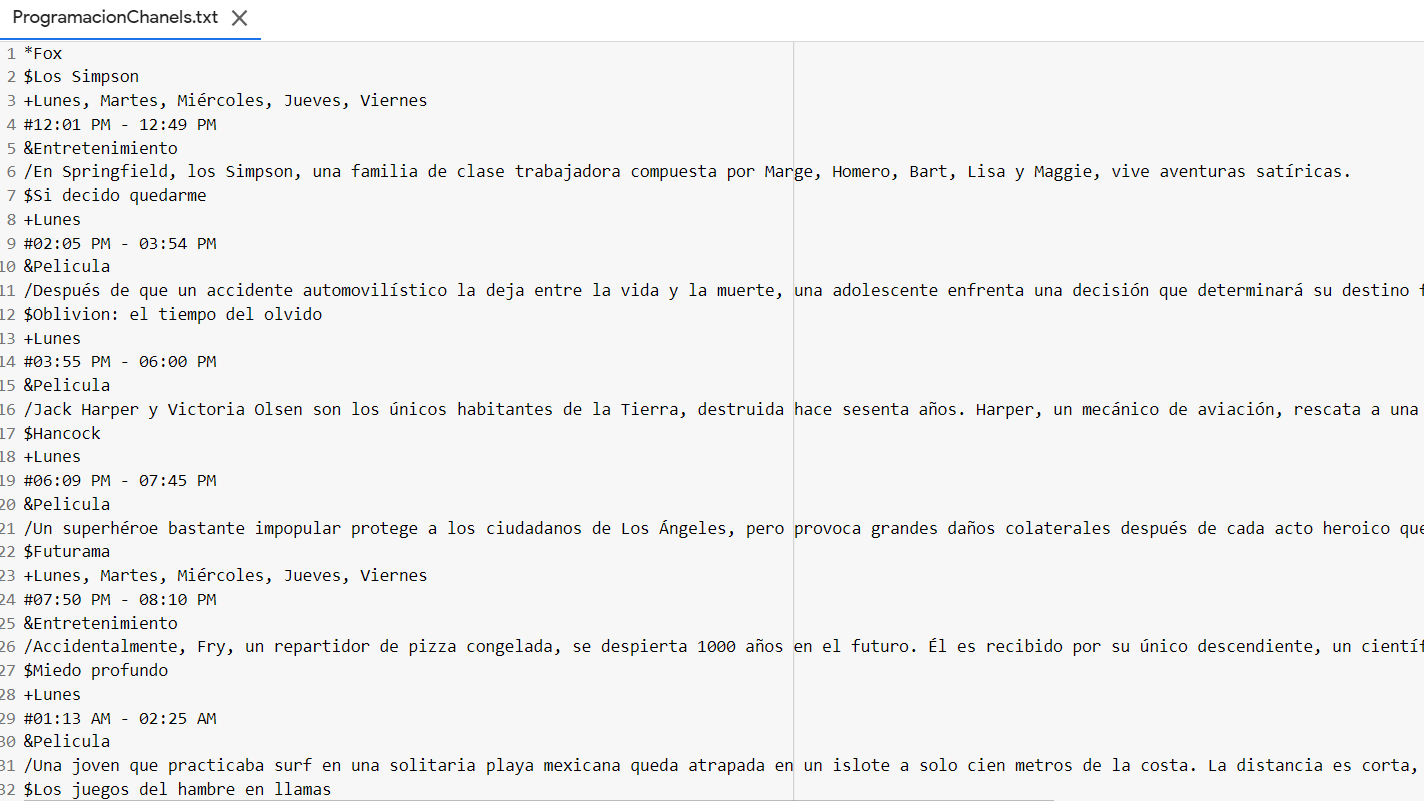 ProgramacionChanels.txt
1 *Fox
2 $Los Simpson
3 +Lunes, Martes, Miércoles, Jueves, Viernes
4 #12:01 PM - 12:49 PM
5 &Entretenimiento
6 /En Springfield, los Simpson, una familia de clase trabajadora compuesta por Marge, Homero, Bart, Lisa y Maggie, vive aventuras satíricas.
7 $Si decido quedarme
8 +Lunes
9 #02:05 PM - 03:54 PM
10 &Pelicula
11 /Después de que un accidente automovilístico la deja entre la vida y la muerte, una adolescente enfrenta una decisión que determinará su destino f
12 $Oblivion: el tiempo del olvido
13 +Lunes
14 #03:55 PM - 06:00 PM
15 &Pelicula
16 /Jack Harper y Victoria Olsen son los únicos habitantes de la Tierra, destruida hace sesenta años. Harper, un mecánico de aviación, rescata a una
17 $Hancock
18 +Lunes
19 #06:09 PM - 07:45 PM
20 &Pelicula
21 /Un superhéroe bastante impopular protege a los ciudadanos de Los Ángeles, pero provoca grandes daños colaterales después de cada acto heroico que
22 $Futurama
23 +Lunes, Martes, Miércoles, Jueves, Viernes
24 #07:50 PM - 08:10 PM
25 &Entretenimiento
26 /Accidentalmente, Fry, un repartidor de pizza congelada, se despierta 1000 años en el futuro. Él es recibido por su único descendiente, un científ
27 $Miedo profundo
28 +Lunes
29 #01:13 AM - 02:25 AM
30 &Pelicula
31 /Una joven que practicaba surf en una solitaria playa mexicana queda atrapada en un islote a solo cien metros de la costa. La distancia es corta,
32 $Los juegos del hambre en llamas